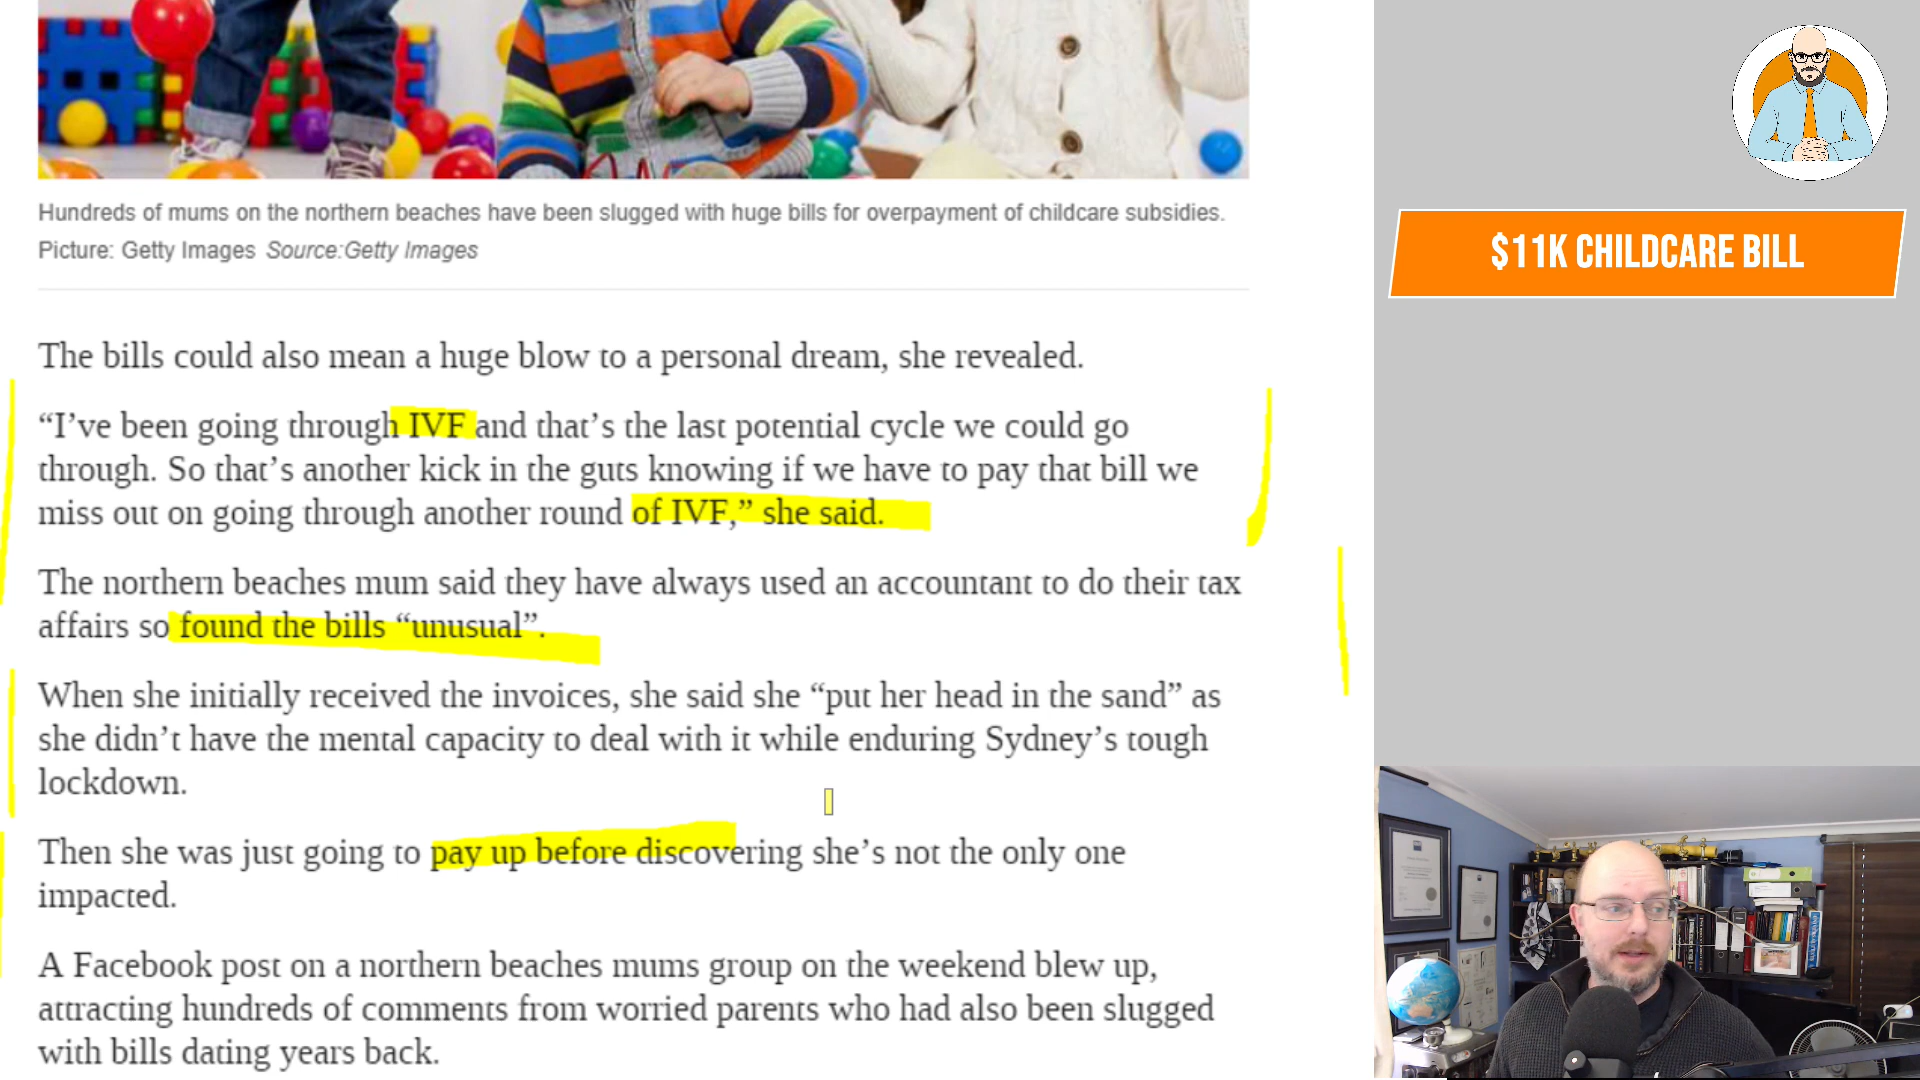 Hundreds of mums on the northern beaches have been slugged with huge bills for overpayment of childcare subsidies.
Picture: Getty Images Source:Getty Images
$11K CHILDCARE BILL
The bills could also mean a huge blow to a personal dream, she revealed.
“I’ve been going through IVF and that’s the last potential cycle we could go
through. So that’s another kick in the guts knowing if we have to pay that bill we
miss out on going through another round of IVF,” she said.
The northern beaches mum said they have always used an accountant to do their tax
affairs so found the bills “unusual”.
When she initially received the invoices, she said she “put her head in the sand” as
she didn’t have the mental capacity to deal with it while enduring Sydney’s tough
lockdown.
Then she was just going to pay up before discovering she’s not the only one
impacted.
A Facebook post on a northern beaches mums group on the weekend blew up,
attracting hundreds of comments from worried parents who had also been slugged
with bills dating years back.